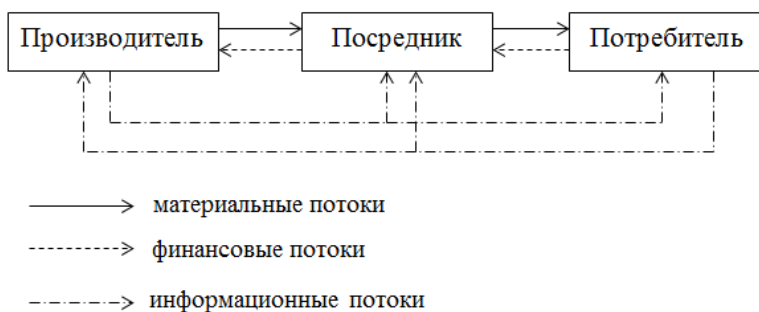 Производитель Посредник Потребитель
материальные потоки
финансовые потоки
информационные потоки